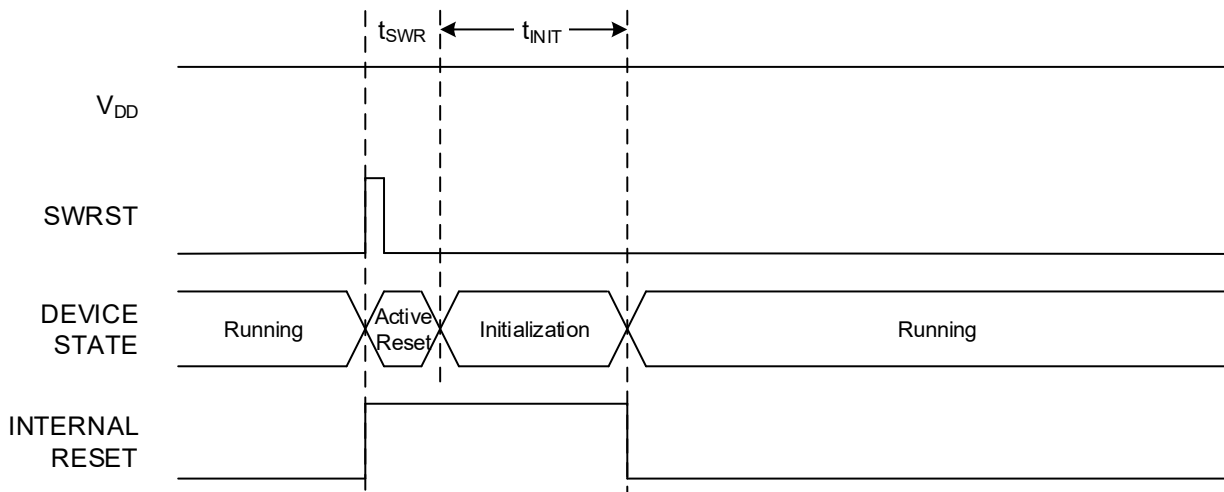 tSWR
tINIT
VDD
SWRST
DEVICE
STATE
Running
Active
Reset
Initialization
Running
INTERNAL
RESET